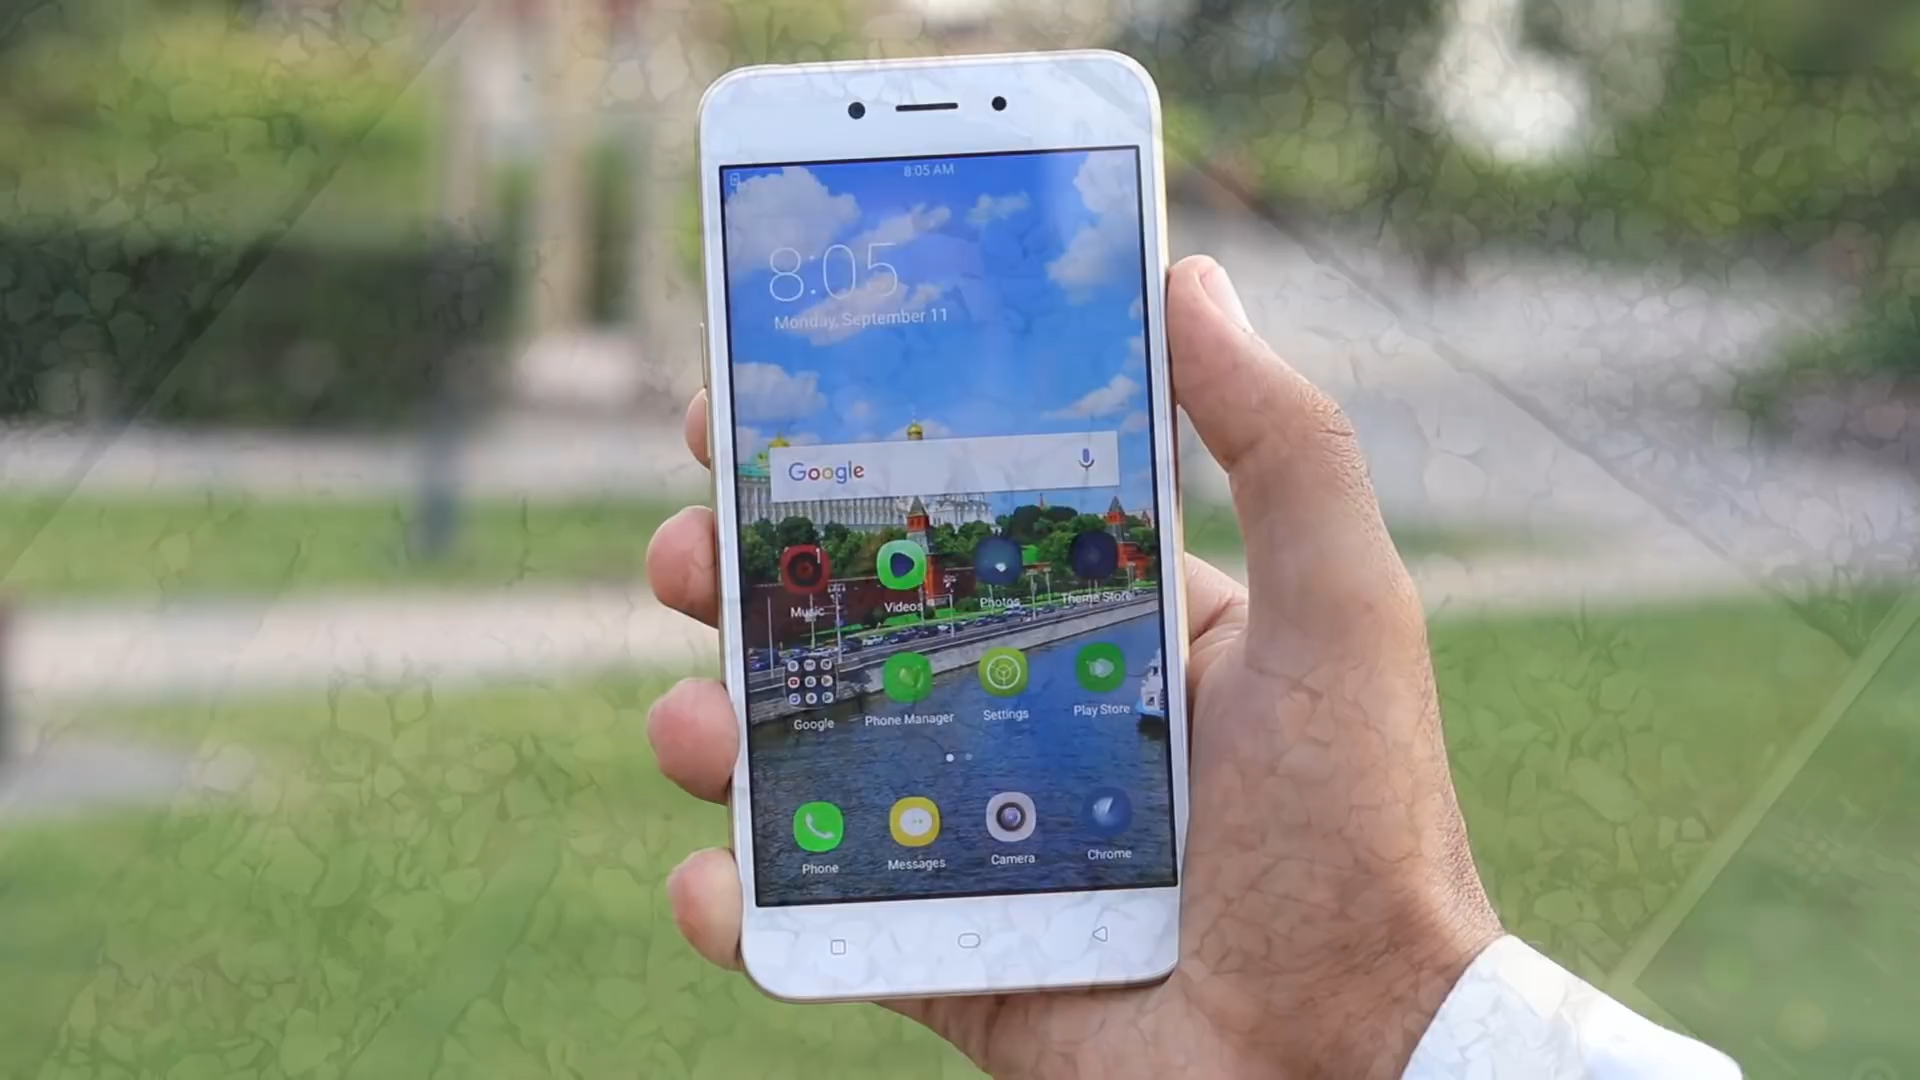 8:05 AM
8:05
Monday, September 11
Google
Music
Videos
Photos
Theme Store
Google
Phone Manager
Settings
Play Store
Phone
Messages
Camera
Chrome